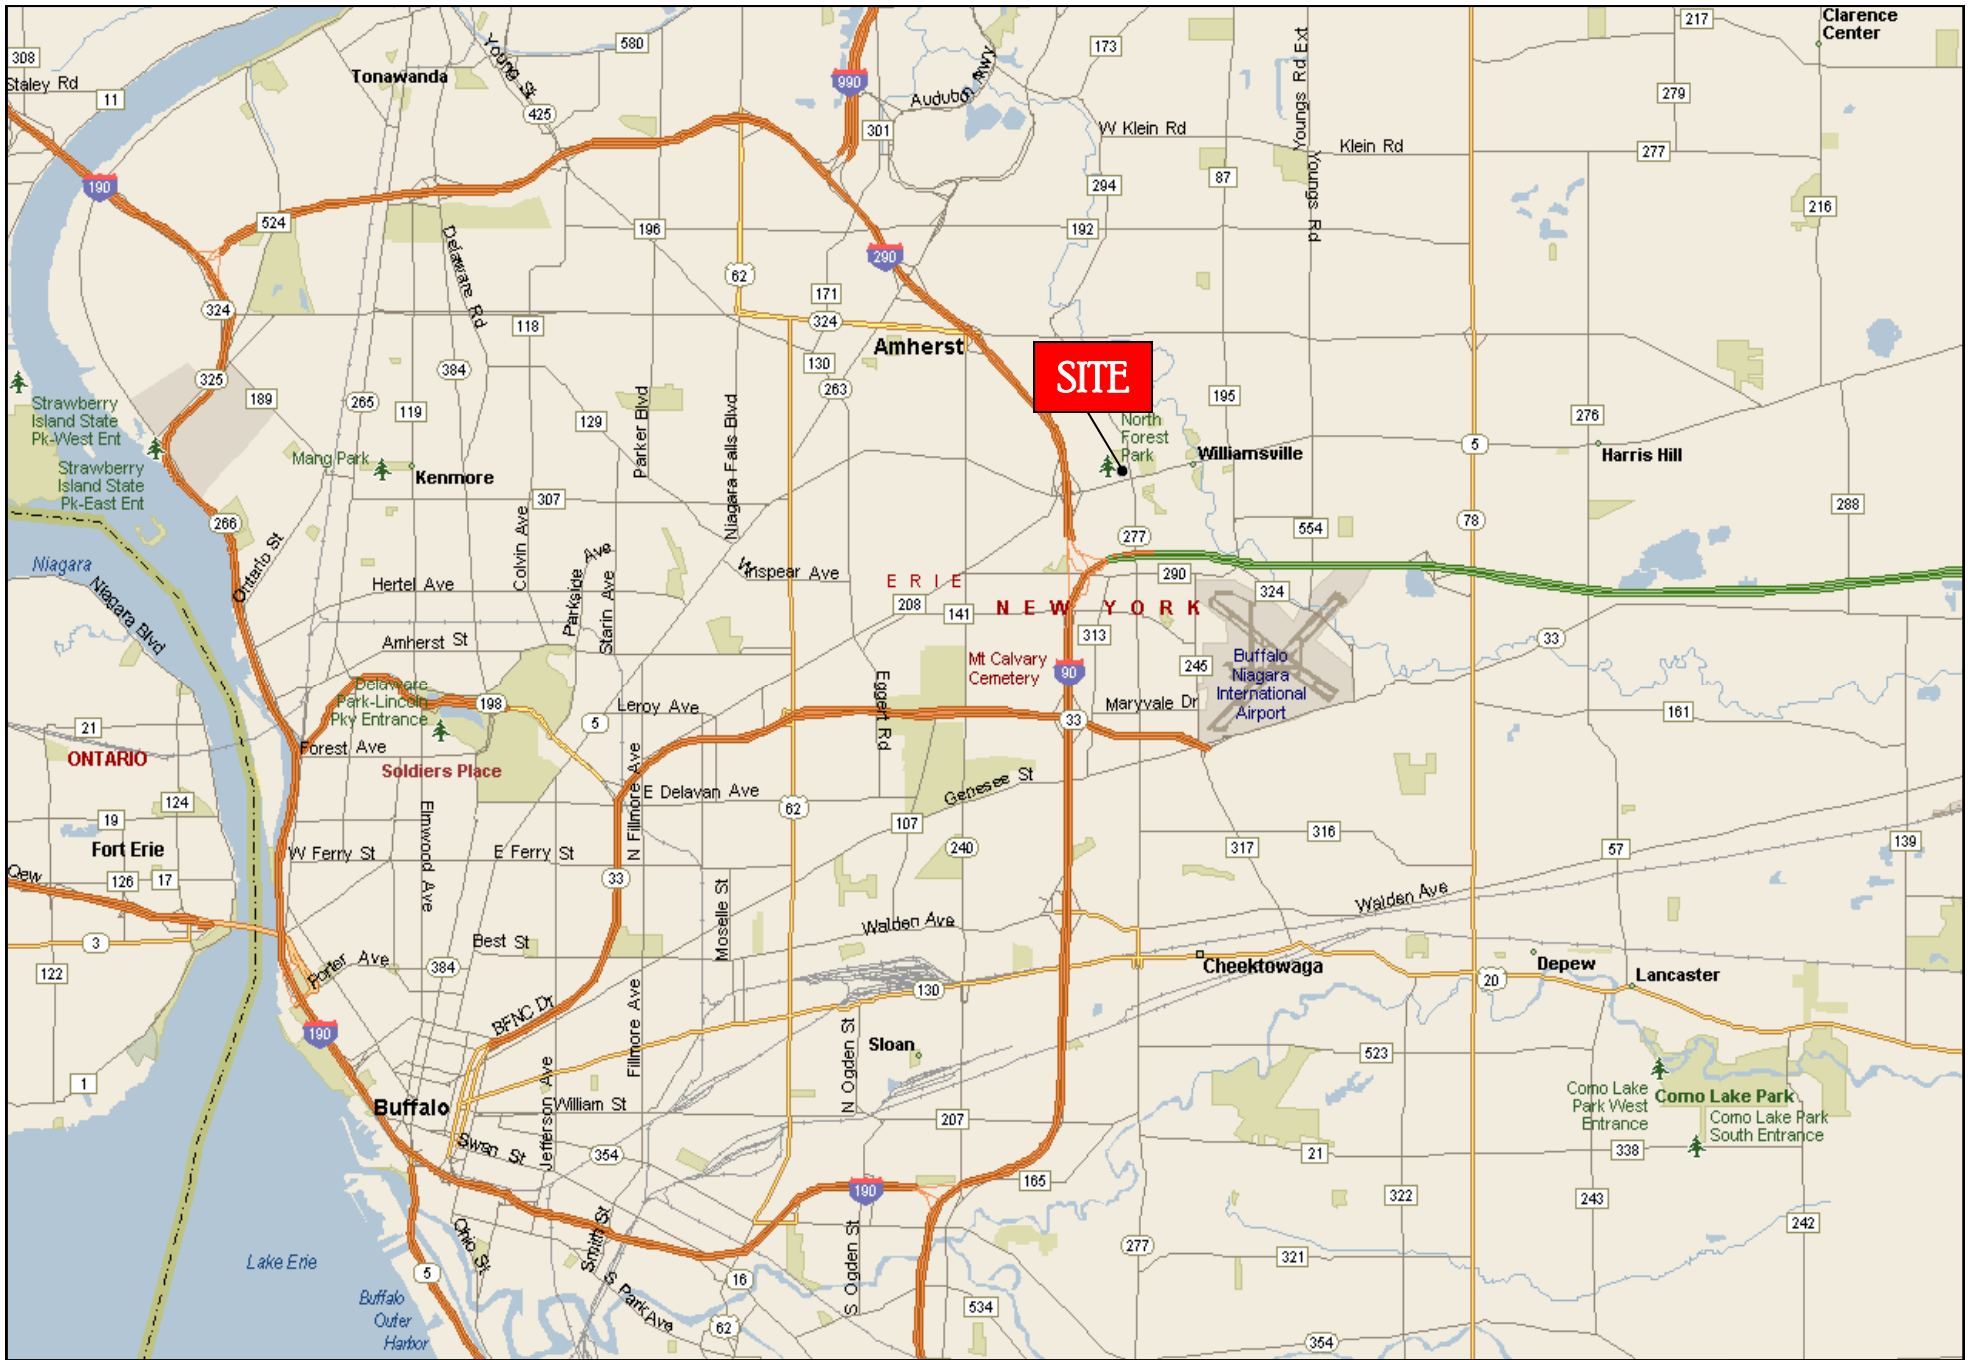 217
Clarence
Center
308
580
173
Youngs Rd Ext
Young St
Tonawanda
Staley Rd
990
11
279
Audubon
Pkwy
425
301
W Klein Rd
Klein Rd
277
Youngs Rd
190
294
87
216
524
196
192
Delaware Rd
290
62
171
324
118
324
Amherst
130
384
263
325
SITE
189
265
119
129
195
276
Parker Blvd
Niagara Falls Blvd
Strawberry
Island State
Pk-West Ent
North
Forest
Park
5
Williamsville
Harris Hill
Mang Park
Kenmore
Strawberry
Island State
Pk-East Ent
307
288
266
78
554
277
Ontario St
Colvin Ave
Parkside Ave
Starin Ave
Niagara
Niagara Blvd
Hertel Ave
Winspear Ave
ERIE
290
324
208
141
NEW YORK
313
33
Amherst St
Mt Calvary
Cemetery
90
245
Buffalo
Niagara
International
Airport
Delaware
Park-Lincoln
Pky Entrance
198
5
Leroy Ave
Eggert Rd
Maryvale Dr
33
161
21
ONTARIO
Forest Ave
Soldiers Place
N Fillmore Ave
E Delavan Ave
Genesee St
62
124
19
107
316
317
57
139
Fort Erie
Elmwood Ave
W Ferry St
E Ferry St
240
Qew
126
17
33
Moselle St
Walden Ave
Walden Ave
3
Best St
122
Porter Ave
384
Cheektowaga
Depew
Lancaster
20
130
Fillmore Ave
BFNC Dr
190
N Ogden St
Sloan
523
1
Jefferson Ave
Como Lake
Park West
Entrance
Como Lake Park
Como Lake Park
South Entrance
Buffalo
William St
207
Swan St
354
21
338
190
165
322
243
242
Ohio St
Smith St
S Ogden St
277
321
Lake Erie
5
16
S Park Ave
Buffalo
Outer
Harbor
534
62
354